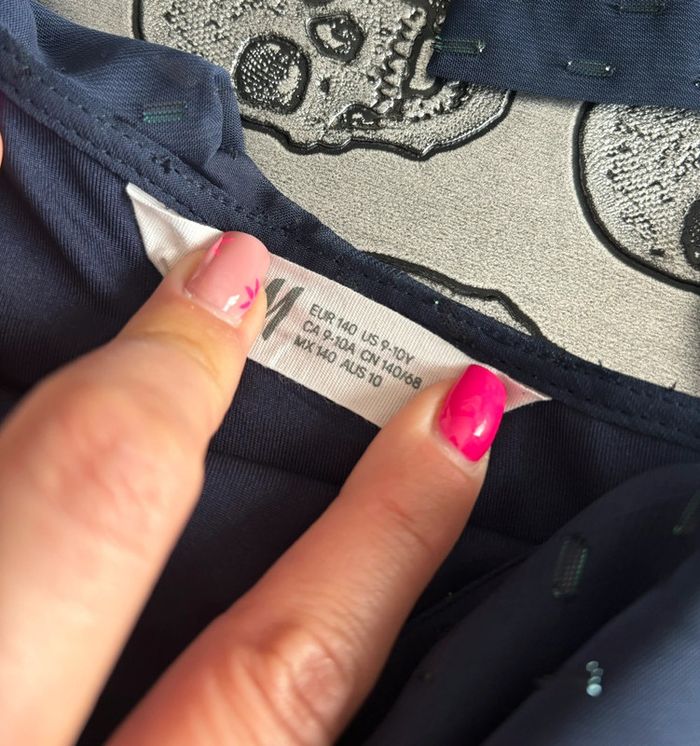 M
EUR 140 US 9-10Y
CA 9-10A CN 140/68
MX 140 AUS 10